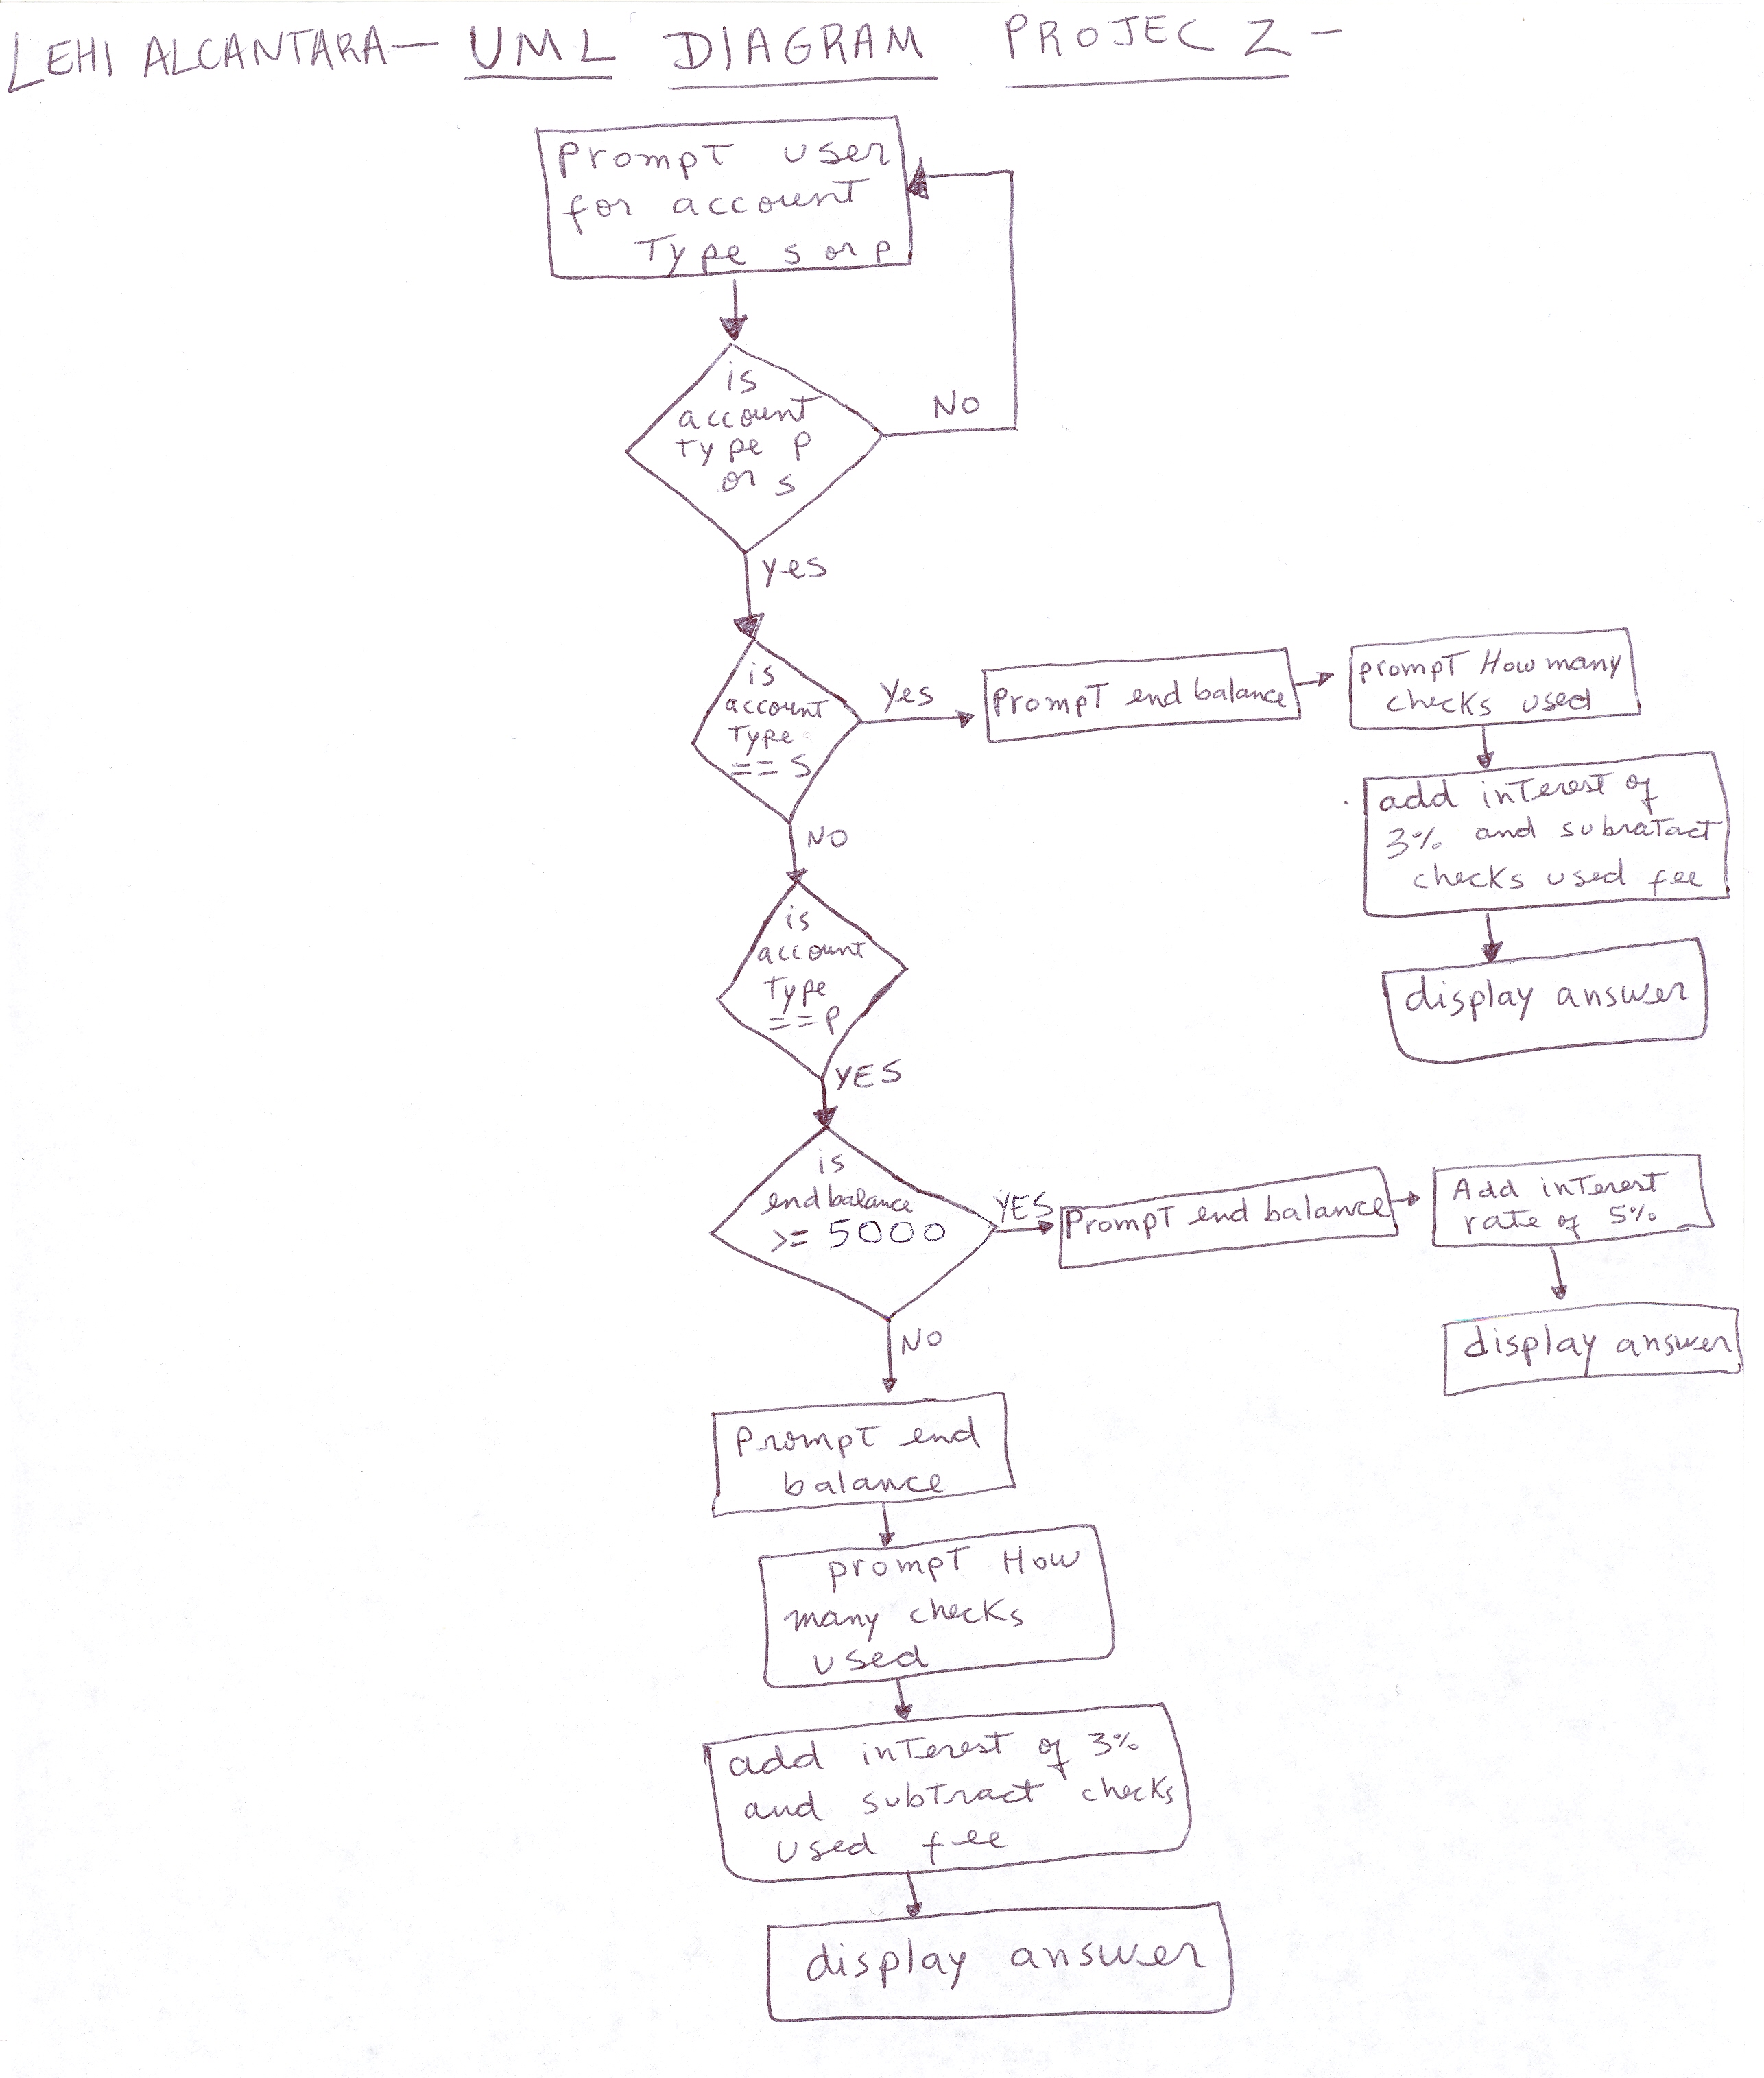 LEHI ALCANTARA — UML DIAGRAM PROJEC 2 —
Prompt user
for account
Type s or p
is
account
Type p
or s
No
yes
is
account
Type
== S
Yes
Prompt end balance
prompt How many
checks used
add interest of
3% and subratact
checks used fee
display answer
NO
is
account
Type
== p
YES
is
end balance
>= 5000
YES
Prompt end balance
Add interest
rate of 5%
display answer
NO
Prompt end
balance
prompt How
many checks
used
add interest of 3%
and subtract checks
used fee
display answer